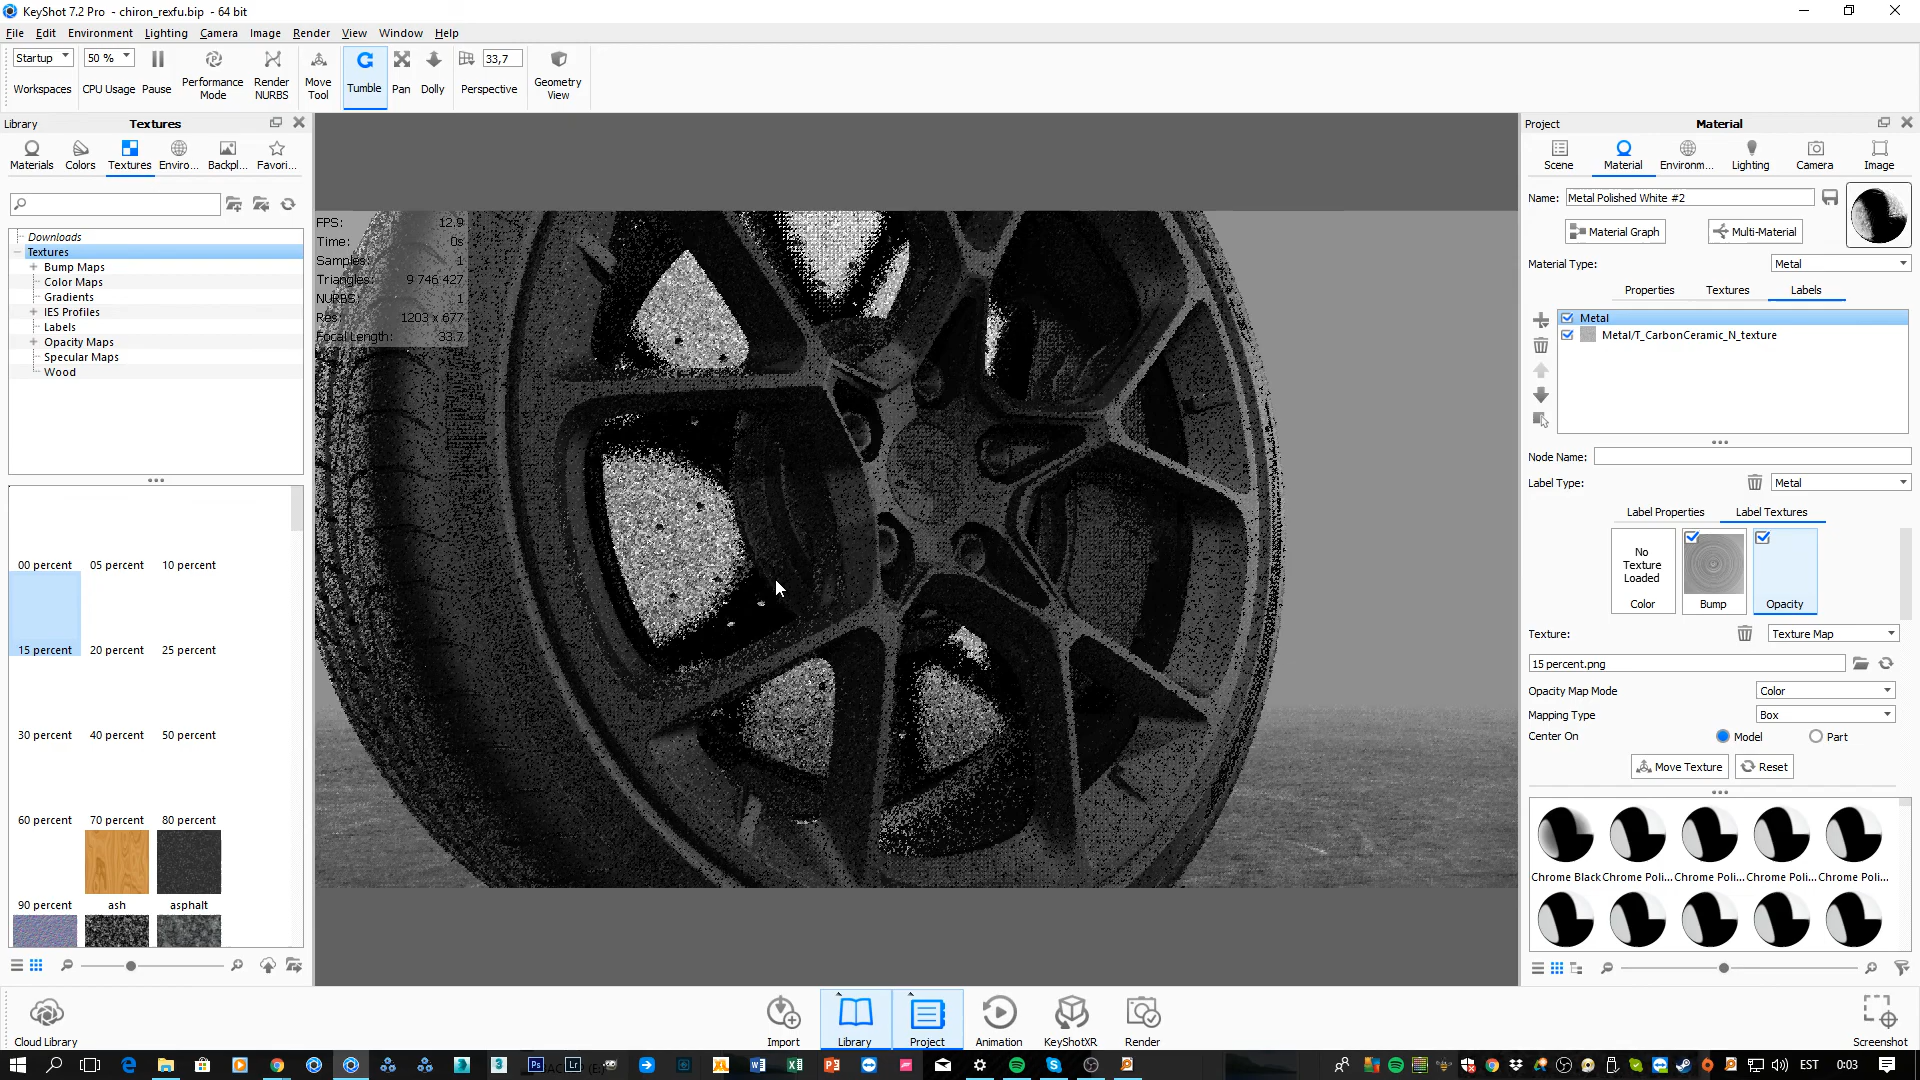 KeyShot 7.2 Pro - chiron_rexfu.bip - 64 bit
File Edit Environment Lighting Camera Image Render View Window Help
Startup 50 % 33,7
Workspaces CPU Usage Pause Performance Mode Render NURBS Move Tool Tumble Pan Dolly Perspective Geometry View
Library Textures
Materials Colors Textures Enviro... Backpl... Favori...
Downloads
Textures
Bump Maps
Color Maps
Gradients
IES Profiles
Labels
Opacity Maps
Specular Maps
Wood
00 percent 05 percent 10 percent
15 percent 20 percent 25 percent
30 percent 40 percent 50 percent
60 percent 70 percent 80 percent
90 percent ash asphalt
Cloud Library
FPS: 12.9
Time: 0s
Samples: 1
Triangles: 9 746 427
NURBS: 1
Res: 1203 x 677
Focal Length: 33.7
Project Material
Scene Material Environm... Lighting Camera Image
Name: Metal Polished White #2
Material Graph Multi-Material
Material Type: Metal
Properties Textures Labels
Metal
Metal/T_CarbonCeramic_N_texture
Node Name:
Label Type: Metal
Label Properties Label Textures
No Texture Loaded
Color Bump Opacity
Texture: Texture Map
15 percent.png
Opacity Map Mode Color
Mapping Type Box
Center On Model Part
Move Texture Reset
Chrome Black Chrome Poli... Chrome Poli... Chrome Poli... Chrome Poli...
Import Library Project Animation KeyShotXR Render Screenshot
EST 0:03